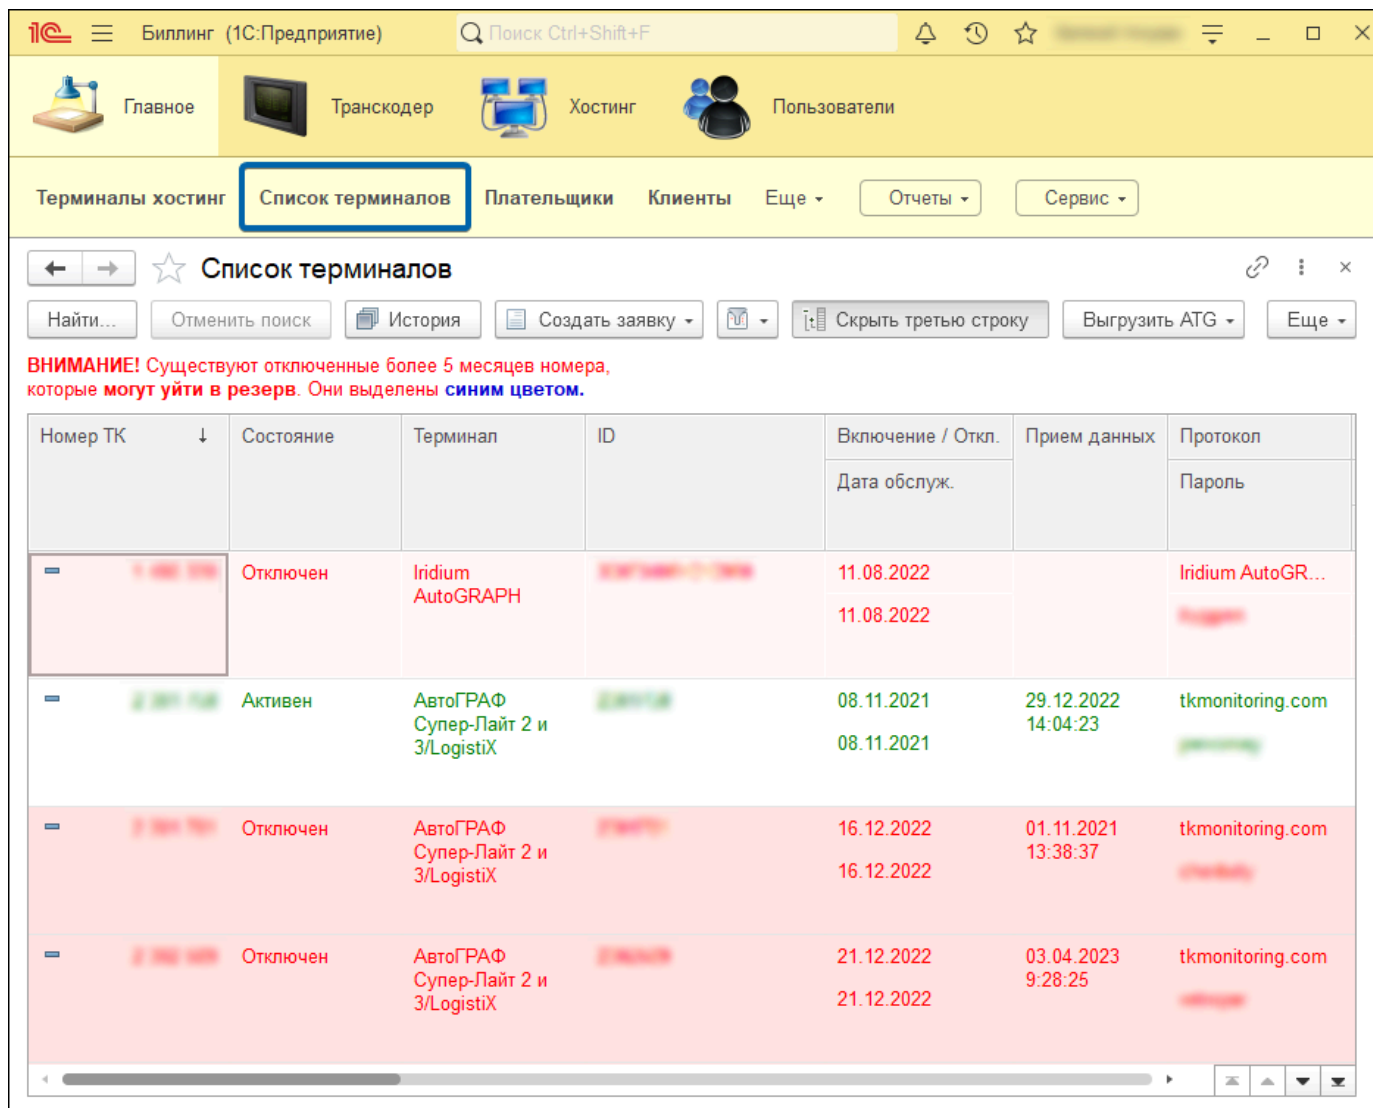 1С Биллинг (1С:Предприятие) Поиск Ctrl+Shift+F
Главное Транскодер Хостинг Пользователи
Терминалы хостинг Список терминалов Плательщики Клиенты Еще Отчеты Сервис
Список терминалов
Найти... Отменить поиск История Создать заявку Скрыть третью строку Выгрузить ATG Еще
ВНИМАНИЕ! Существуют отключенные более 5 месяцев номера,
которые могут уйти в резерв. Они выделены синим цветом.
Номер ТК Состояние Терминал ID Включение / Откл. Прием данных Протокол
Дата обслуж. Пароль
Отключен Iridium 11.08.2022 Iridium AutoGR...
AutoGRAPH
11.08.2022
Активен АвтоГРАФ 08.11.2021 29.12.2022 tkmonitoring.com
Супер-Лайт 2 и 14:04:23
3/LogistiX 08.11.2021
Отключен АвтоГРАФ 16.12.2022 01.11.2021 tkmonitoring.com
Супер-Лайт 2 и 13:38:37
3/LogistiX 16.12.2022
Отключен АвтоГРАФ 21.12.2022 03.04.2023 tkmonitoring.com
Супер-Лайт 2 и 9:28:25
3/LogistiX 21.12.2022